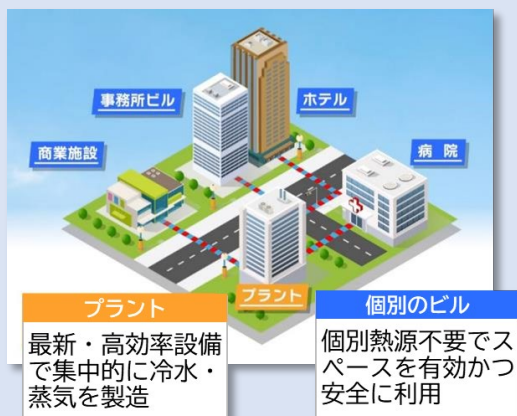 事務所ビル
ホテル
商業施設
病 院
プラント
プラント
最新・高効率設備
で集中的に冷水・
蒸気を製造
個別のビル
個別熱源不要でス
ペースを有効かつ
安全に利用